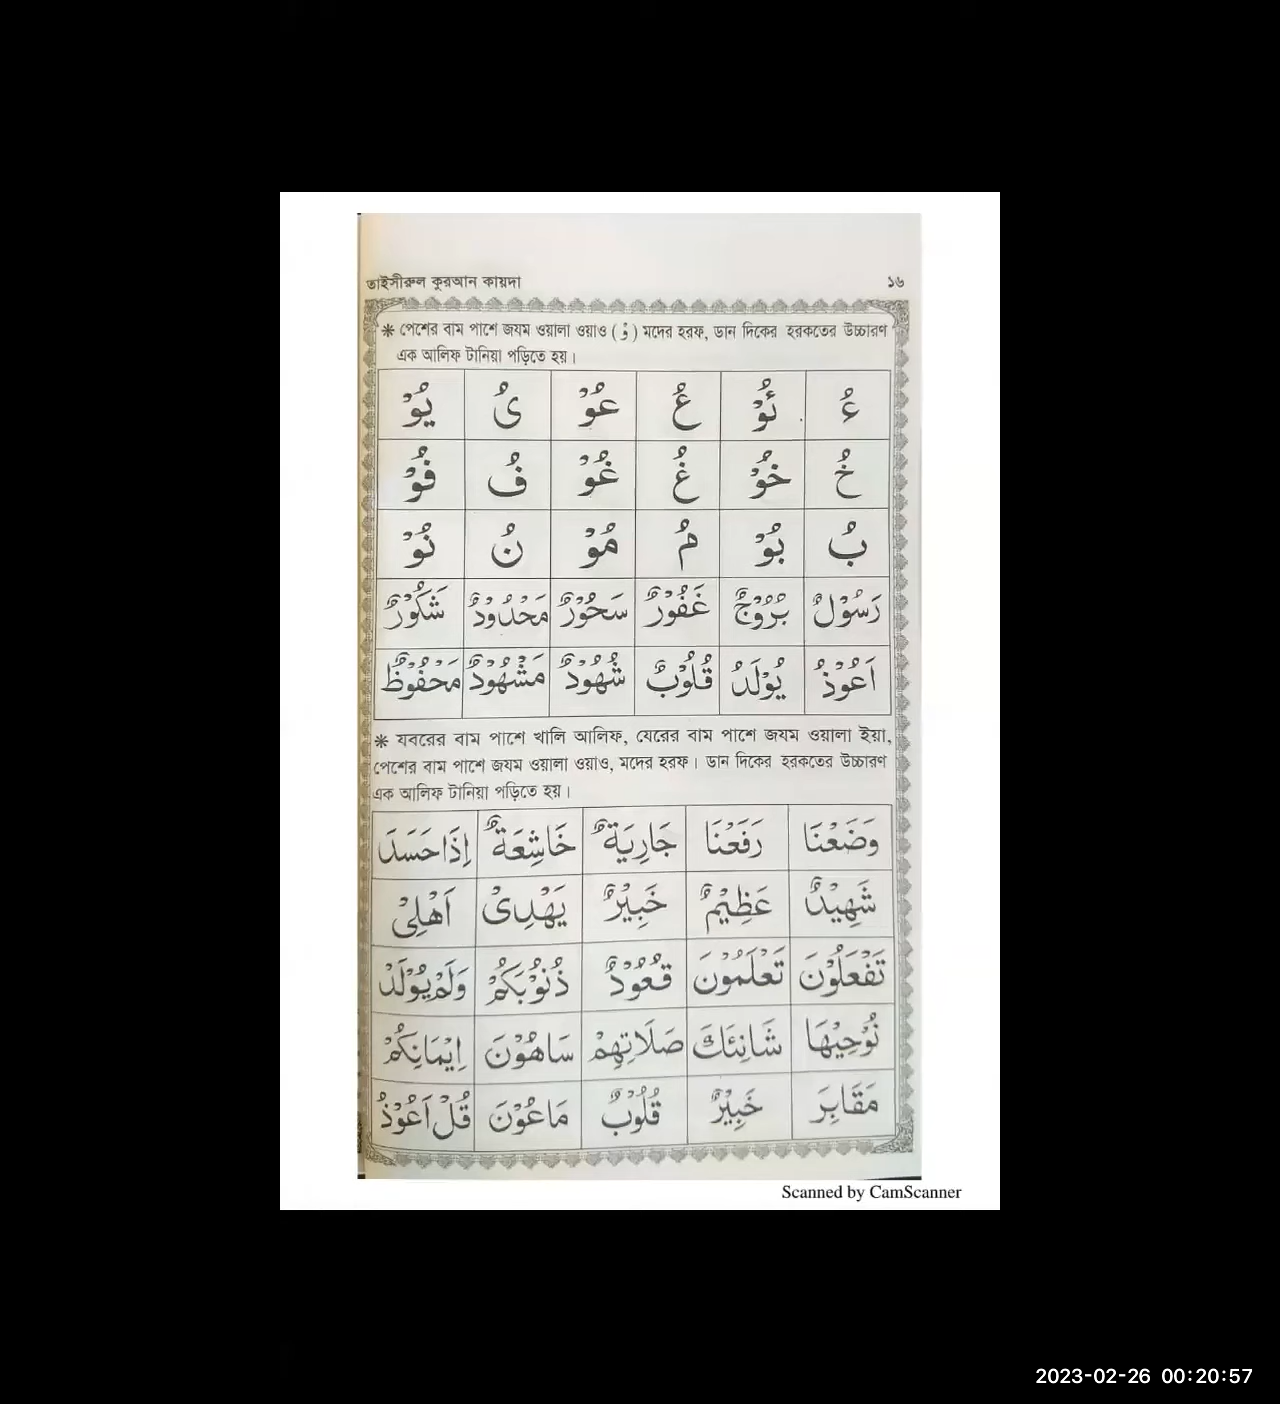 তাইসীরুল কুরআন কায়দা ১৬
* পেশের বাম পাশে জযম ওয়ালা ওয়াও (وْ) মদের হরফ, ডান দিকের হরকতের উচ্চারণ
এক আলিফ টানিয়া পড়িতে হয়।
ءُ ئُوْ عُ عُوْ ىُ يُوْ
خُ خُوْ غُ غُوْ فُ فُوْ
بُ بُوْ مُ مُوْ نُ نُوْ
رَسُوْلٌ بُرُوْجٌ غَفُوْرٌ سَحُوْرٌ مَحْدُوْدٌ شَكُوْرٌ
اَعُوْذُ يُوْلَدُ قُلُوْبٌ شُهُوْدٌ مَشْهُوْدٌ مَحْفُوْظٌ
* যবরের বাম পাশে খালি আলিফ, যেরের বাম পাশে জযম ওয়ালা ইয়া,
পেশের বাম পাশে জযম ওয়ালা ওয়াও, মদের হরফ। ডান দিকের হরকতের উচ্চারণ
এক আলিফ টানিয়া পড়িতে হয়।
وَضَعْنَا رَفَعْنَا جَارِيَةٌ خَاشِعَةٌ اِذَا حَسَدَ
شَهِيْدٌ عَظِيْمٌ خَبِيْرٌ يَهْدِىْ اَهْلِىْ
تَفْعَلُوْنَ تَعْلَمُوْنَ قُعُوْدٌ ذُنُوْبَكُمْ وَلَمْ يُوْلَدْ
نُوْحِيْهَا شَانِئَكَ صَلَاتِهِمْ سَاهُوْنَ اِيْمَانِكُمْ
مَقَابِرَ خَبِيْرٌ قُلُوْبٌ مَاعُوْنَ قُلْ اَعُوْذُ
Scanned by CamScanner
2023-02-26 00:20:57